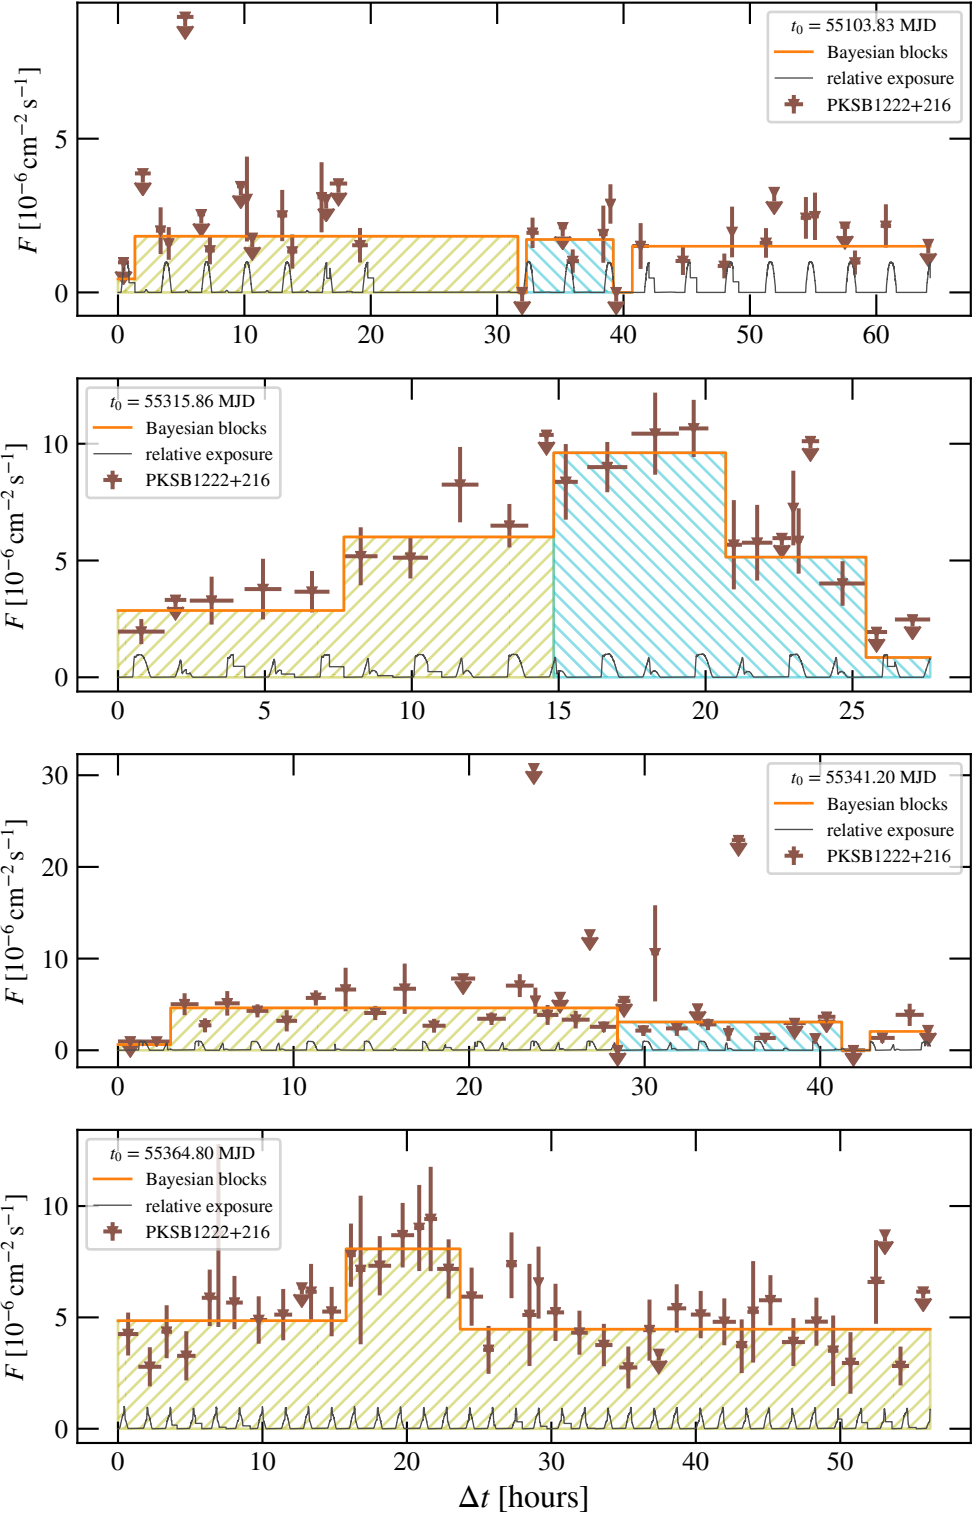 t₀ = 55103.83 MJD
Bayesian blocks
relative exposure
PKSB1222+216
5
0
F [10⁻⁶ cm⁻² s⁻¹]
0 10 20 30 40 50 60
t₀ = 55315.86 MJD
Bayesian blocks
relative exposure
PKSB1222+216
10
5
0
F [10⁻⁶ cm⁻² s⁻¹]
0 5 10 15 20 25
t₀ = 55341.20 MJD
Bayesian blocks
relative exposure
PKSB1222+216
30
20
10
0
F [10⁻⁶ cm⁻² s⁻¹]
0 10 20 30 40
t₀ = 55364.80 MJD
Bayesian blocks
relative exposure
PKSB1222+216
10
5
0
F [10⁻⁶ cm⁻² s⁻¹]
0 10 20 30 40 50
Δt [hours]